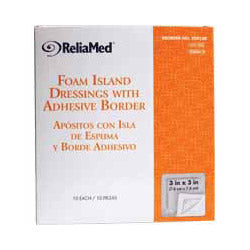 ReliaMed
Foam Island
Dressings with
Adhesive Border
Apósitos con Isla
de Espuma
y Borde Adhesivo
10 EACH / 10 PIEZAS
3 in x 3 in